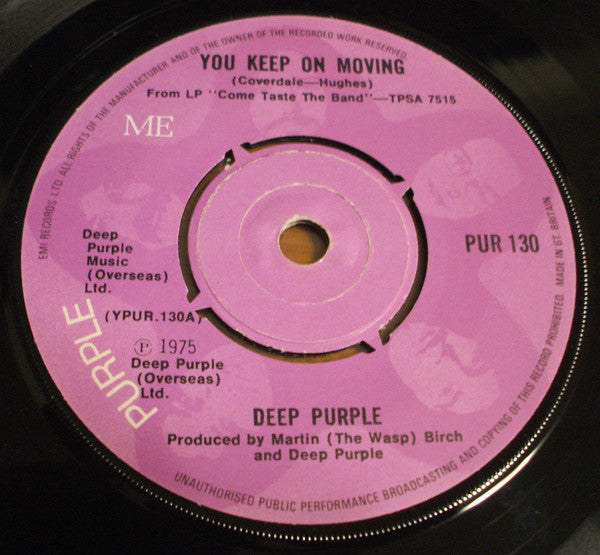 EMI RECORDS LTD. ALL RIGHTS OF THE MANUFACTURER AND OF THE OWNER OF THE RECORDED WORK RESERVED
YOU KEEP ON MOVING
(Coverdale—Hughes)
From LP "Come Taste The Band"—TPSA 7515
ME
Deep
Purple
Music
(Overseas)
Ltd.
PUR 130
(YPUR.130A)
PURPLE
℗ 1975
Deep Purple
(Overseas)
Ltd.
DEEP PURPLE
Produced by Martin (The Wasp) Birch
and Deep Purple
UNAUTHORISED PUBLIC PERFORMANCE BROADCASTING AND COPYING OF THIS RECORD PROHIBITED. MADE IN GT. BRITAIN